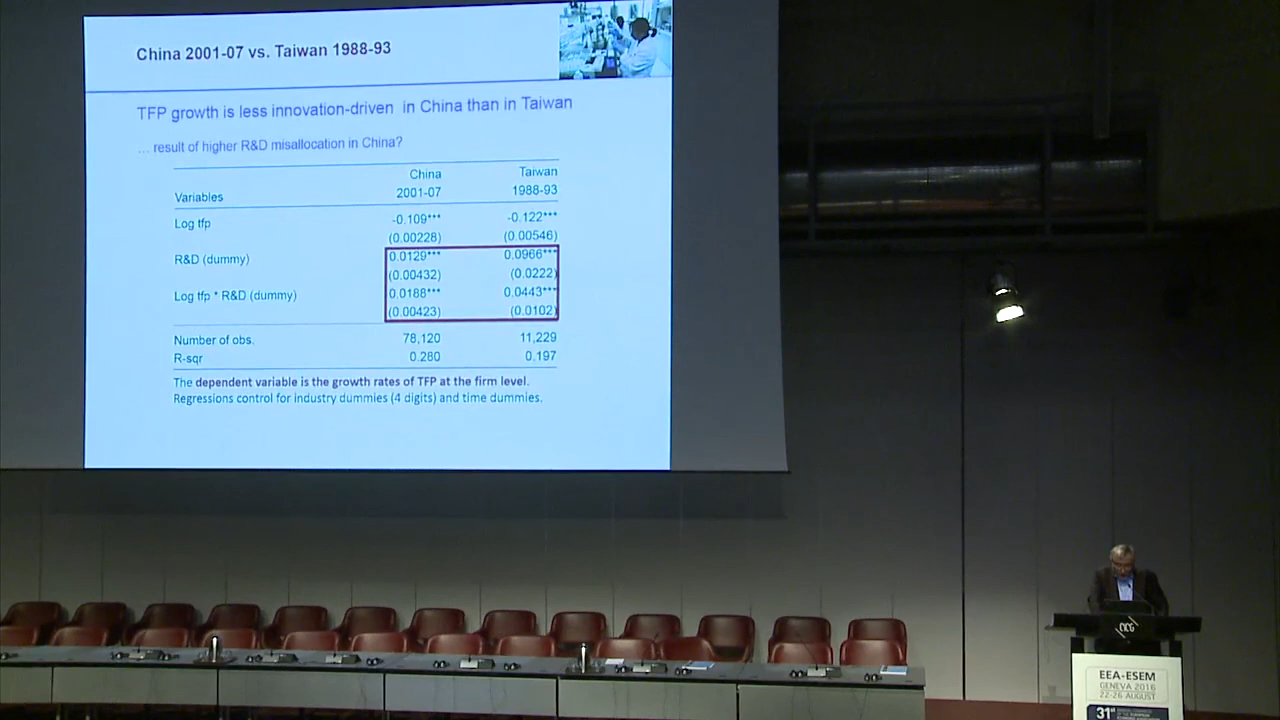 China 2001-07 vs. Taiwan 1988-93
TFP growth is less innovation-driven in China than in Taiwan
... result of higher R&D misallocation in China?
China Taiwan
Variables 2001-07 1988-93
Log tfp -0.109*** -0.122***
(0.00228) (0.00546)
R&D (dummy) 0.0129*** 0.0966***
(0.00432) (0.0222)
Log tfp * R&D (dummy) 0.0188*** 0.0443***
(0.00423) (0.0102)
Number of obs. 78,120 11,229
R-sqr 0.280 0.197
The dependent variable is the growth rates of TFP at the firm level.
Regressions control for industry dummies (4 digits) and time dummies.
CICG
EEA-ESEM
GENEVA 2016
22-26 AUGUST
31st